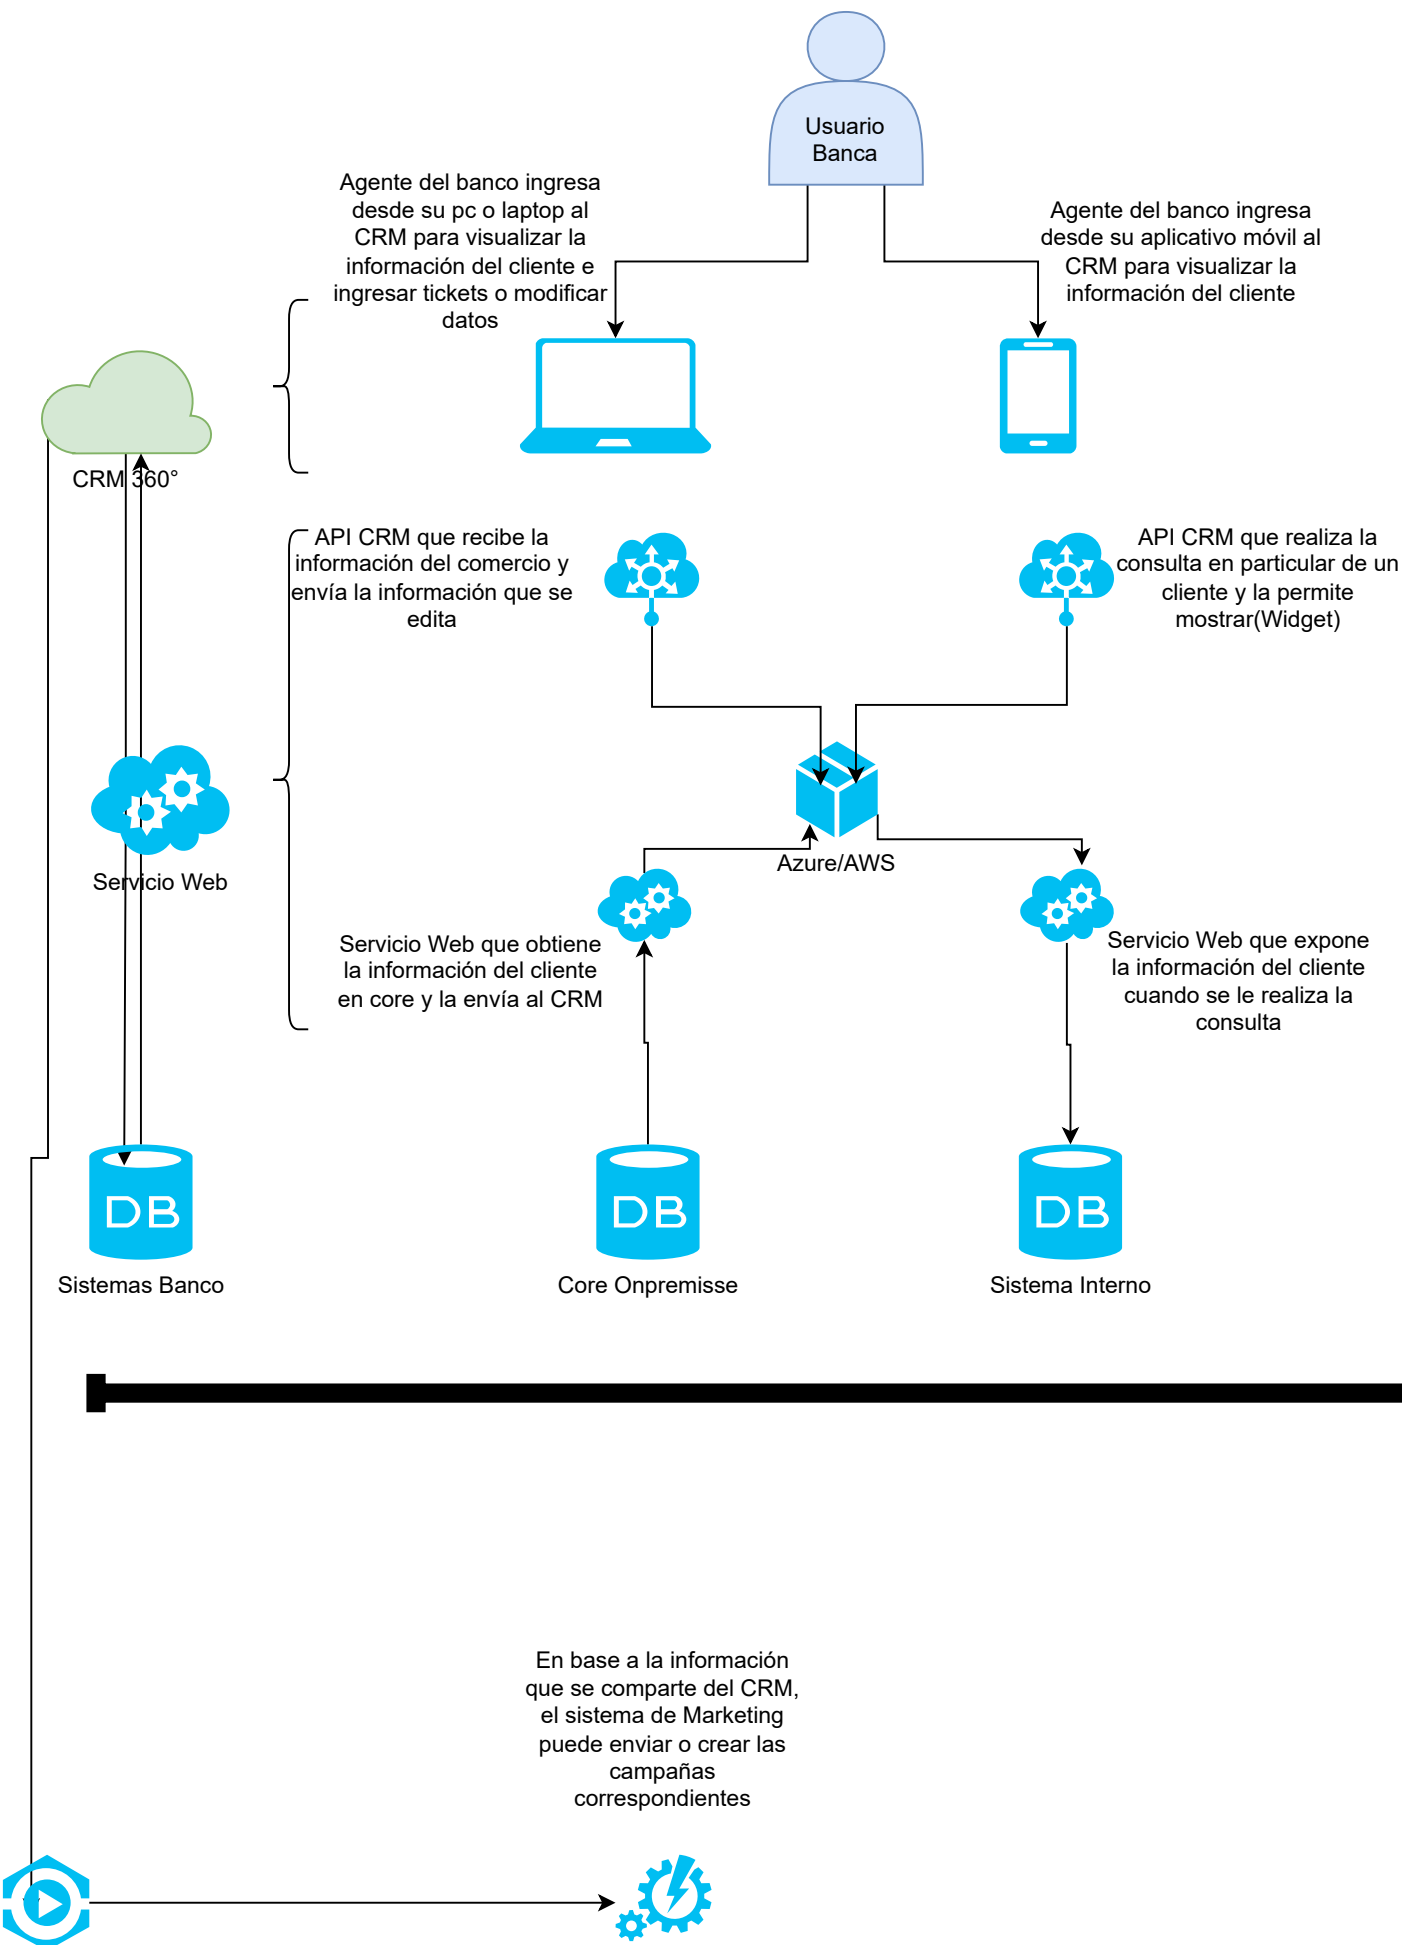 Usuario
Banca
Agente del banco ingresa
desde su pc o laptop al
CRM para visualizar la
información del cliente e
ingresar tickets o modificar
datos
Agente del banco ingresa
desde su aplicativo móvil al
CRM para visualizar la
información del cliente
CRM 360°
API CRM que recibe la
información del comercio y
envía la información que se
edita
API CRM que realiza la
consulta en particular de un
cliente y la permite
mostrar(Widget)
Azure/AWS
Servicio Web
Servicio Web que obtiene
la información del cliente
en core y la envía al CRM
Servicio Web que expone
la información del cliente
cuando se le realiza la
consulta
DB
DB
DB
Sistemas Banco
Core Onpremisse
Sistema Interno
En base a la información
que se comparte del CRM,
el sistema de Marketing
puede enviar o crear las
campañas
correspondientes